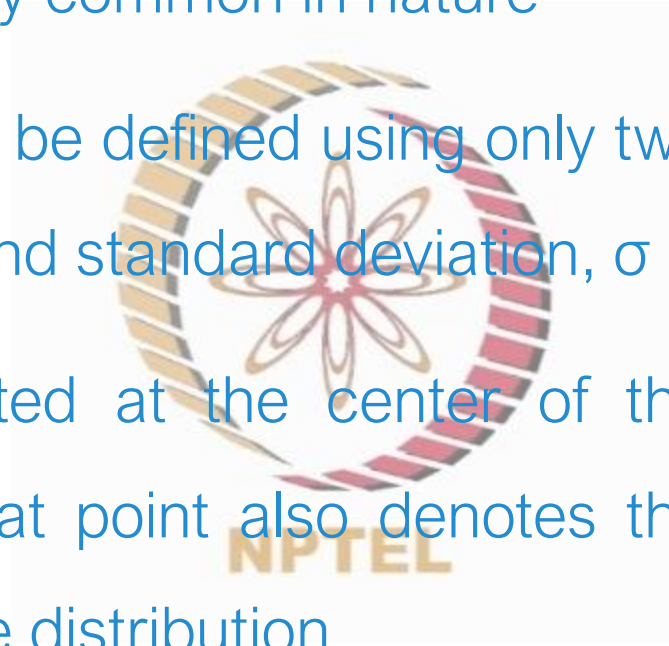 y common in nature
be defined using only tw
nd standard deviation, σ
ted at the center of th
at point also denotes th
NPTEL
e distribution